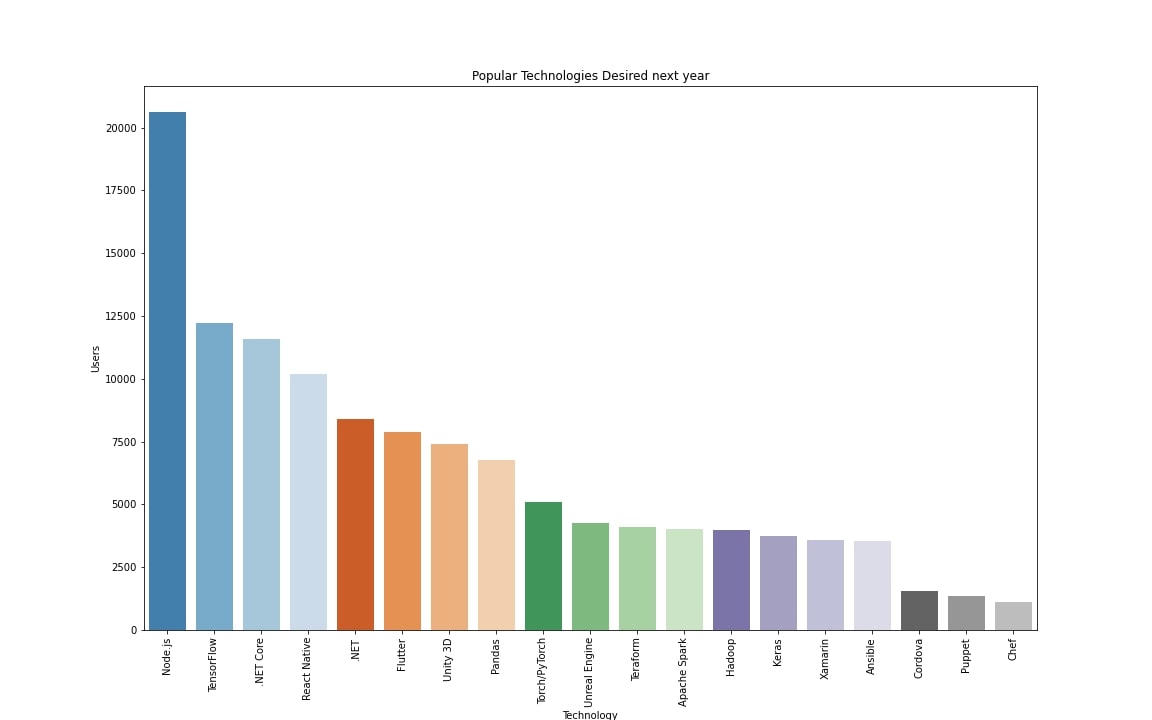 Popular Technologies Desired next year
20000
17500
15000
12500
10000
7500
5000
2500
0
Users
Node.js
TensorFlow
.NET Core
React Native
.NET
Flutter
Unity 3D
Pandas
Torch/PyTorch
Unreal Engine
Teraform
Apache Spark
Hadoop
Keras
Xamarin
Ansible
Cordova
Puppet
Chef
Technology